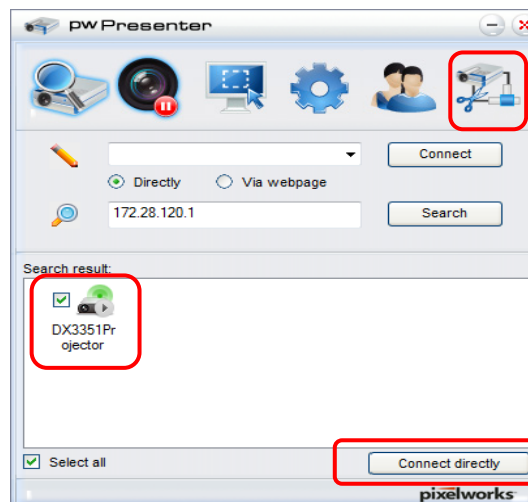 pwPresenter
Connect
Directly
Via webpage
172.28.120.1
Search
Search result:
DX3351Pr
ojector
Select all
Connect directly
pixelworks